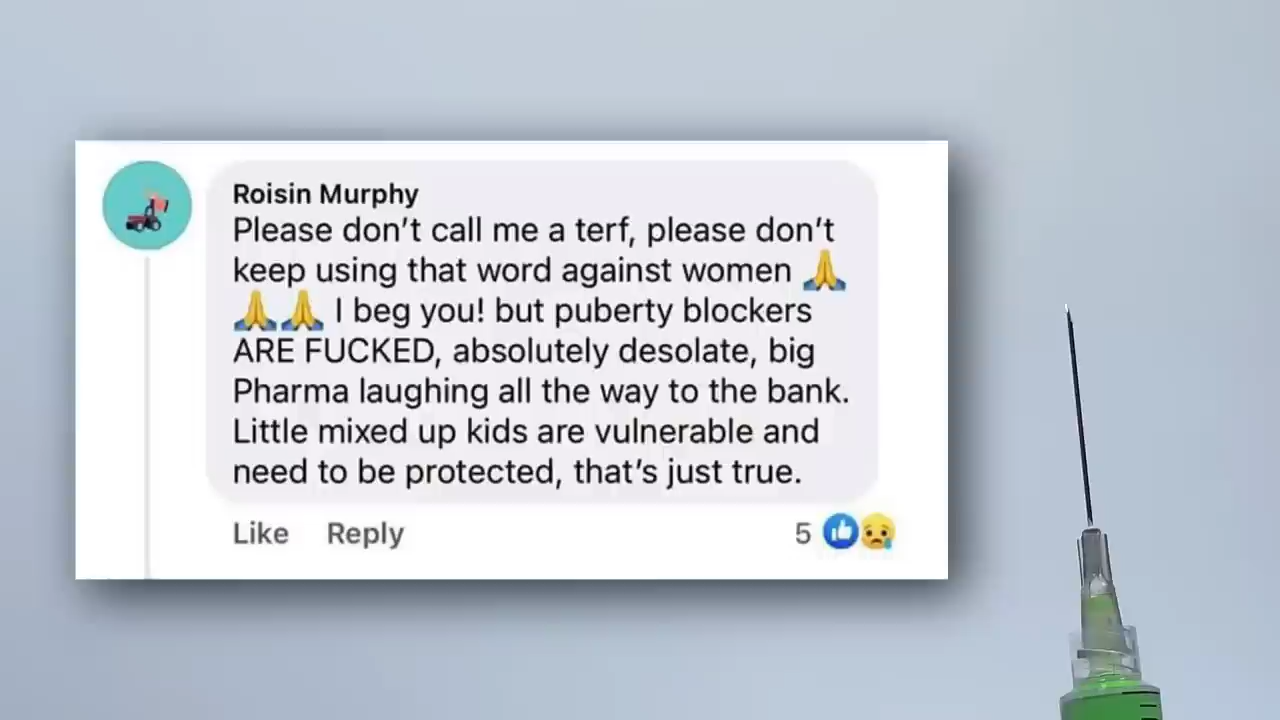 Roisin Murphy
Please don’t call me a terf, please don’t
keep using that word against women 🙏
🙏🙏 I beg you! but puberty blockers
ARE FUCKED, absolutely desolate, big
Pharma laughing all the way to the bank.
Little mixed up kids are vulnerable and
need to be protected, that’s just true.
Like Reply 5